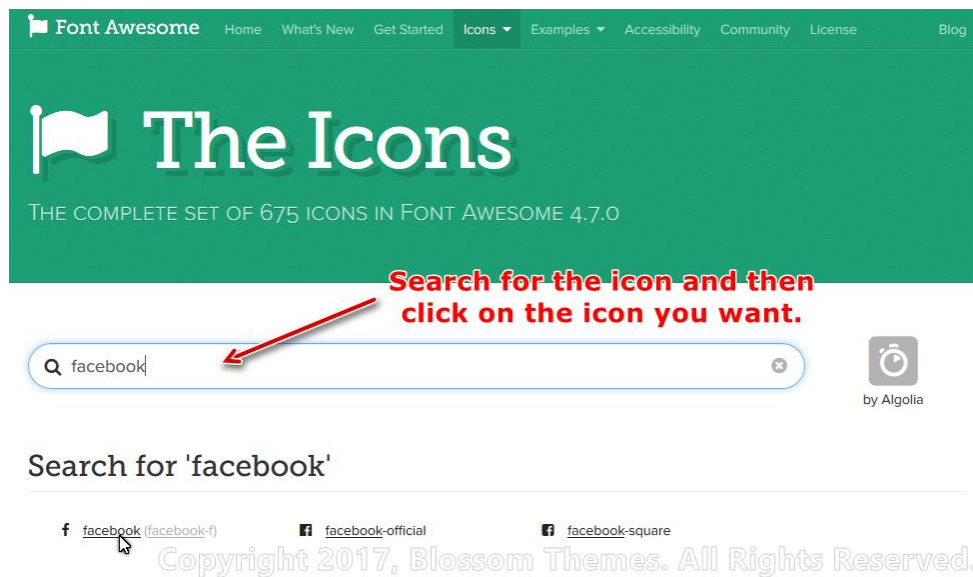 Font Awesome Home What's New Get Started Icons Examples Accessibility Community License Blog
The Icons
THE COMPLETE SET OF 675 ICONS IN FONT AWESOME 4.7.0
Search for the icon and then
click on the icon you want.
facebook
by Algolia
Search for 'facebook'
facebook (facebook-f) facebook-official facebook-square
Copyright 2017, Blossom Themes. All Rights Reserved.